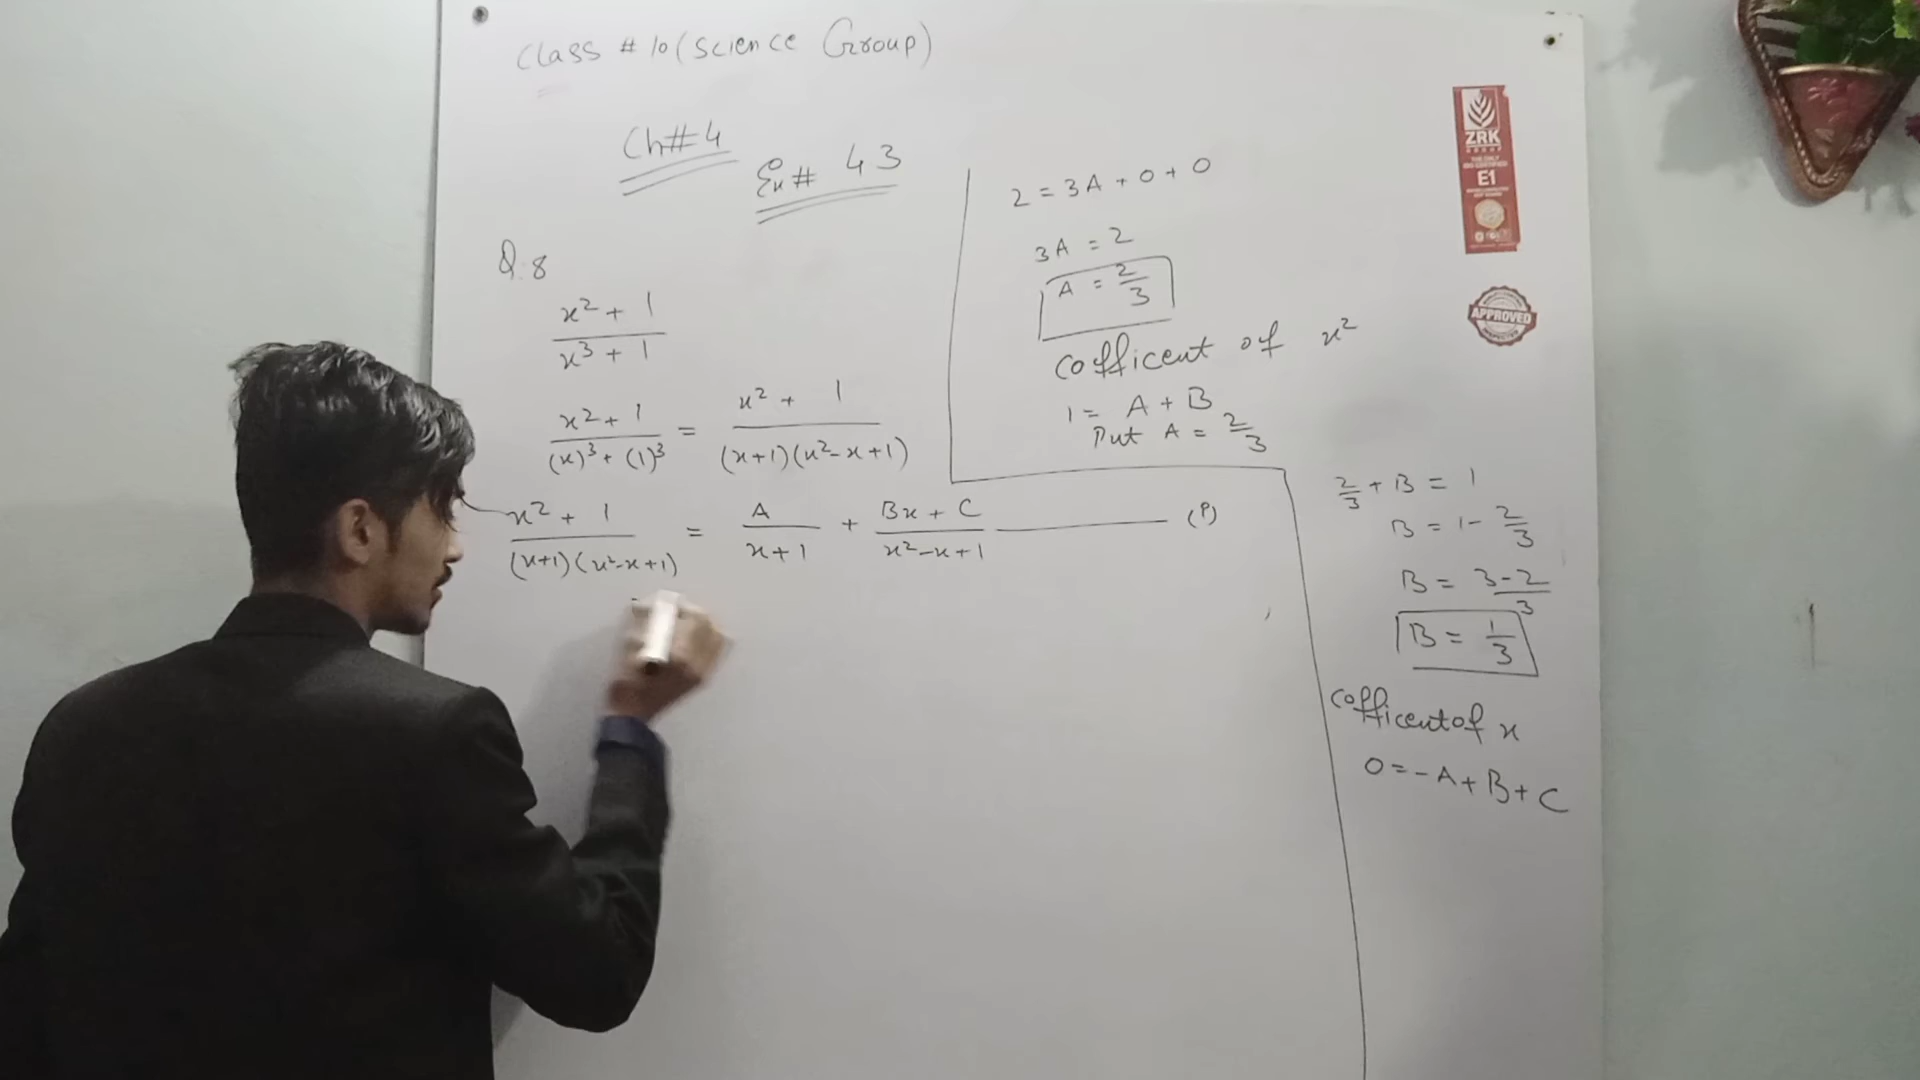 Class # 10 (Science Group)
Ch# 4
Ex# 4 3
Q. 8
x² + 1
x³ + 1
x² + 1 / (x)³ + (1)³ = x² + 1 / (x+1)(x²-x+1)
x² + 1 / (x+1)(x²-x+1) = A / x+1 + Bx + C / x²-x+1 (i)
2 = 3A + 0 + 0
3A = 2
A = 2/3
Cofficent of x²
1 = A + B
Put A = 2/3
2/3 + B = 1
B = 1 - 2/3
B = 3-2/3
B = 1/3
Cofficent of x
0 = -A + B + C
ZRK
E1
APPROVED